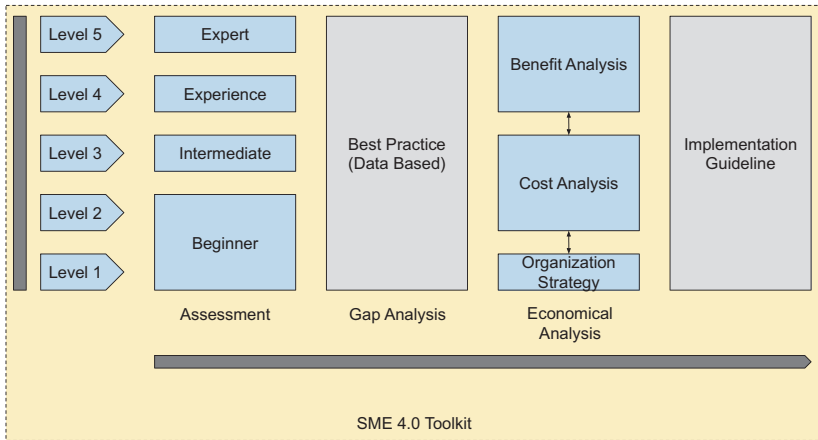 Level 5
Level 4
Level 3
Level 2
Level 1
Expert
Experience
Intermediate
Beginner
Assessment
Best Practice
(Data Based)
Gap Analysis
Benefit Analysis
Cost Analysis
Organization
Strategy
Economical
Analysis
Implementation
Guideline
SME 4.0 Toolkit